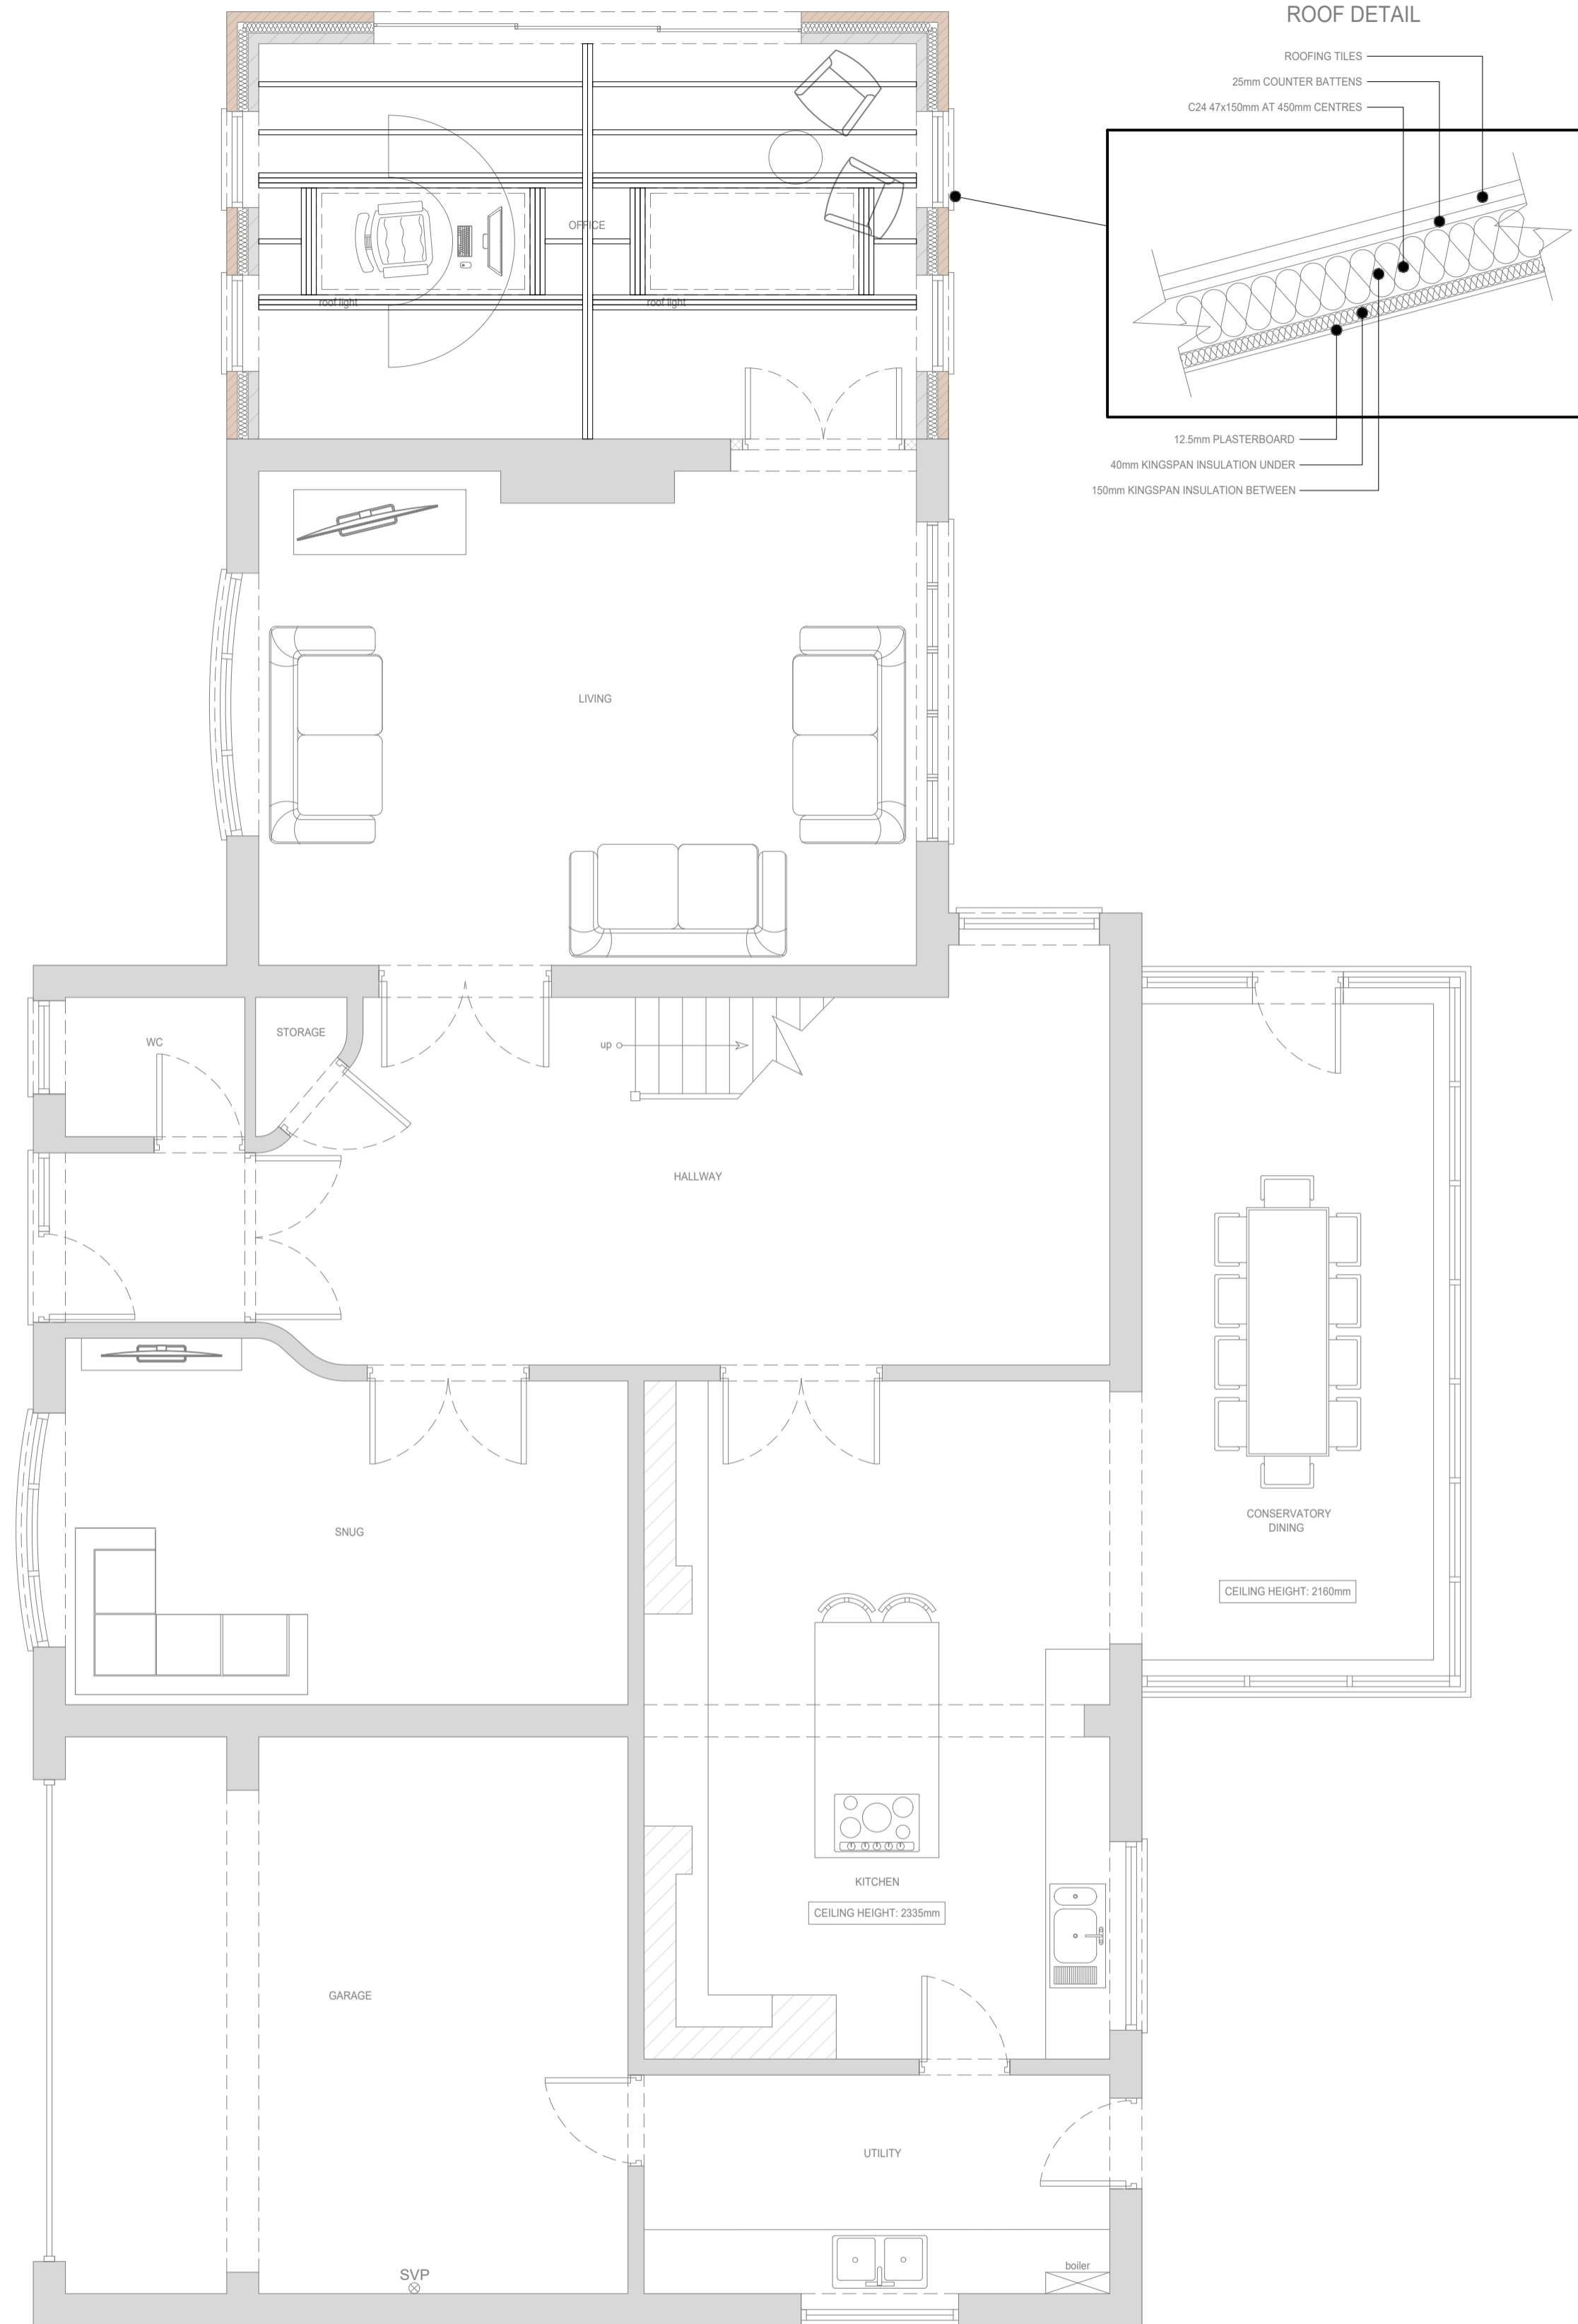 ROOF DETAIL
ROOFING TILES
25mm COUNTER BATTENS
C24 47x150mm AT 450mm CENTRES
12.5mm PLASTERBOARD
40mm KINGSPAN INSULATION UNDER
150mm KINGSPAN INSULATION BETWEEN
OFFICE
roof light
roof light
LIVING
STORAGE
WC
up
HALLWAY
CONSERVATORY
DINING
CEILING HEIGHT: 2160mm
SNUG
KITCHEN
CEILING HEIGHT: 2335mm
GARAGE
UTILITY
boiler
SVP